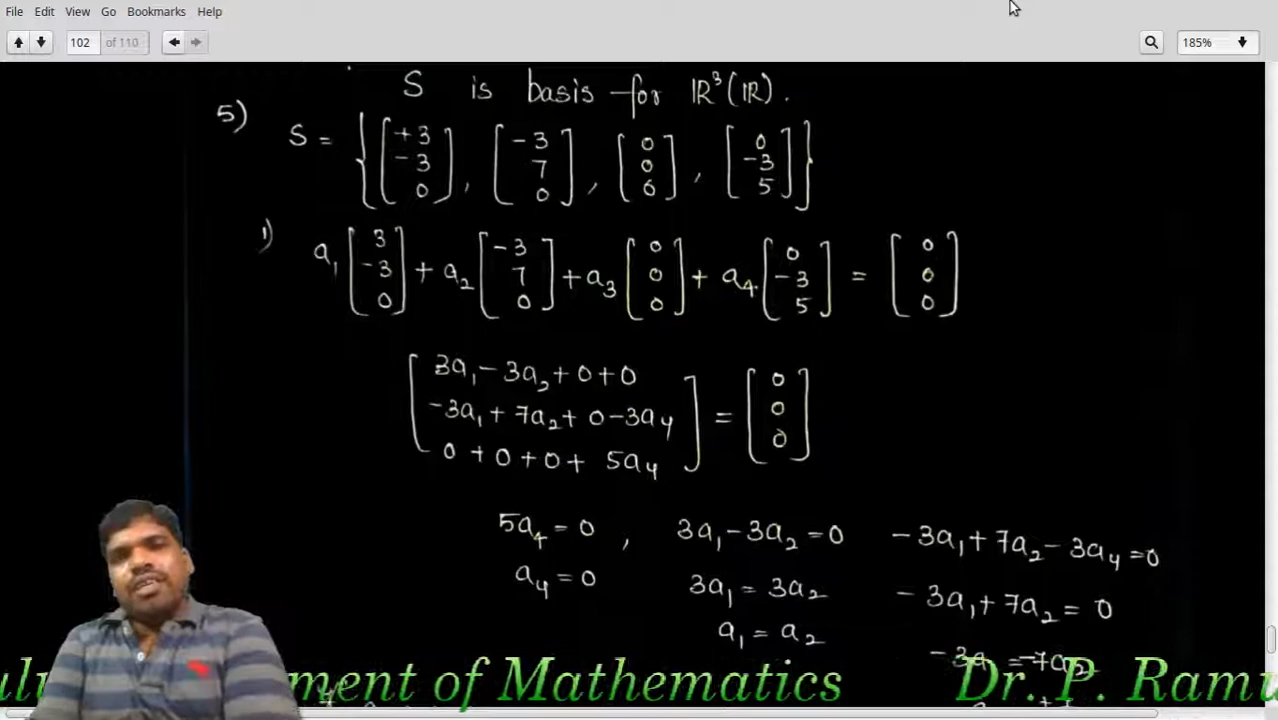 File Edit View Go Bookmarks Help
102 of 110 185%
S is basis for ℝ³(ℝ).
5) S = { [+3 -3 0], [-3 7 0], [0 0 0], [0 -3 5] }
1) a₁ [3 -3 0] + a₂ [-3 7 0] + a₃ [0 0 0] + a₄ [0 -3 5] = [0 0 0]
[3a₁ - 3a₂ + 0 + 0
-3a₁ + 7a₂ + 0 - 3a₄ = [0 0 0]
0 + 0 + 0 + 5a₄]
5a₄ = 0 , 3a₁ - 3a₂ = 0 -3a₁ + 7a₂ - 3a₄ = 0
a₄ = 0 3a₁ = 3a₂ -3a₁ + 7a₂ = 0
a₁ = a₂
ment of Mathematics Dr. P. Ramu